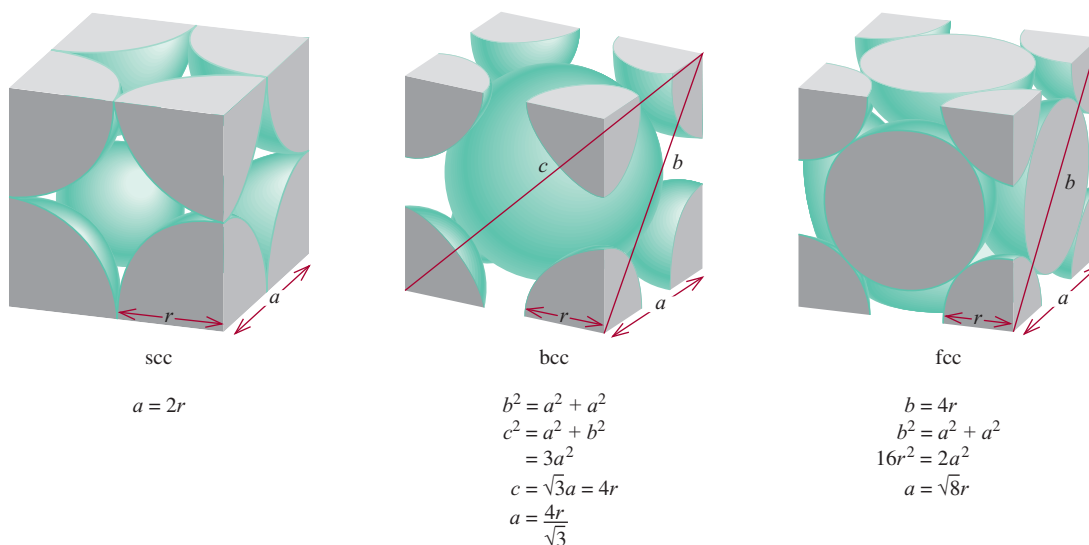 r
a
scc
a = 2r
c
b
r
a
bcc
b² = a² + a²
c² = a² + b²
= 3a²
c = √3a = 4r
a = 4r/√3
b
r
a
fcc
b = 4r
b² = a² + a²
16r² = 2a²
a = √8r